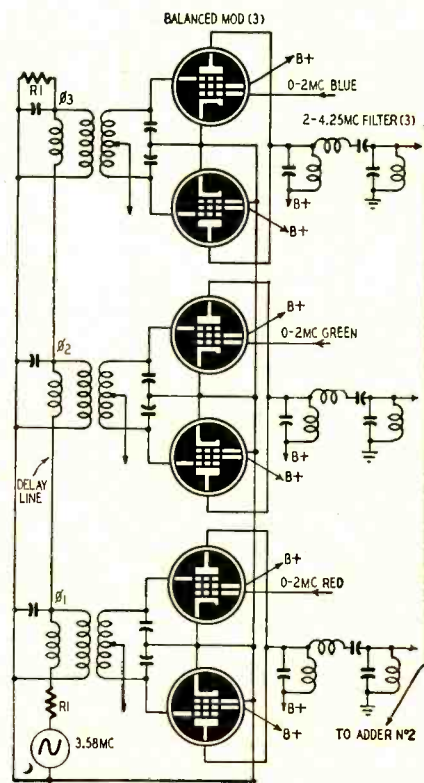 BALANCED MOD (3)
B+
0-2MC BLUE
R1
Ø3
2-4.25MC FILTER (3)
B+
B+
B+
0-2MC GREEN
Ø2
B+
B+
DELAY
LINE
B+
0-2MC RED
Ø1
R1
B+
B+
3.58MC
TO ADDER Nº2